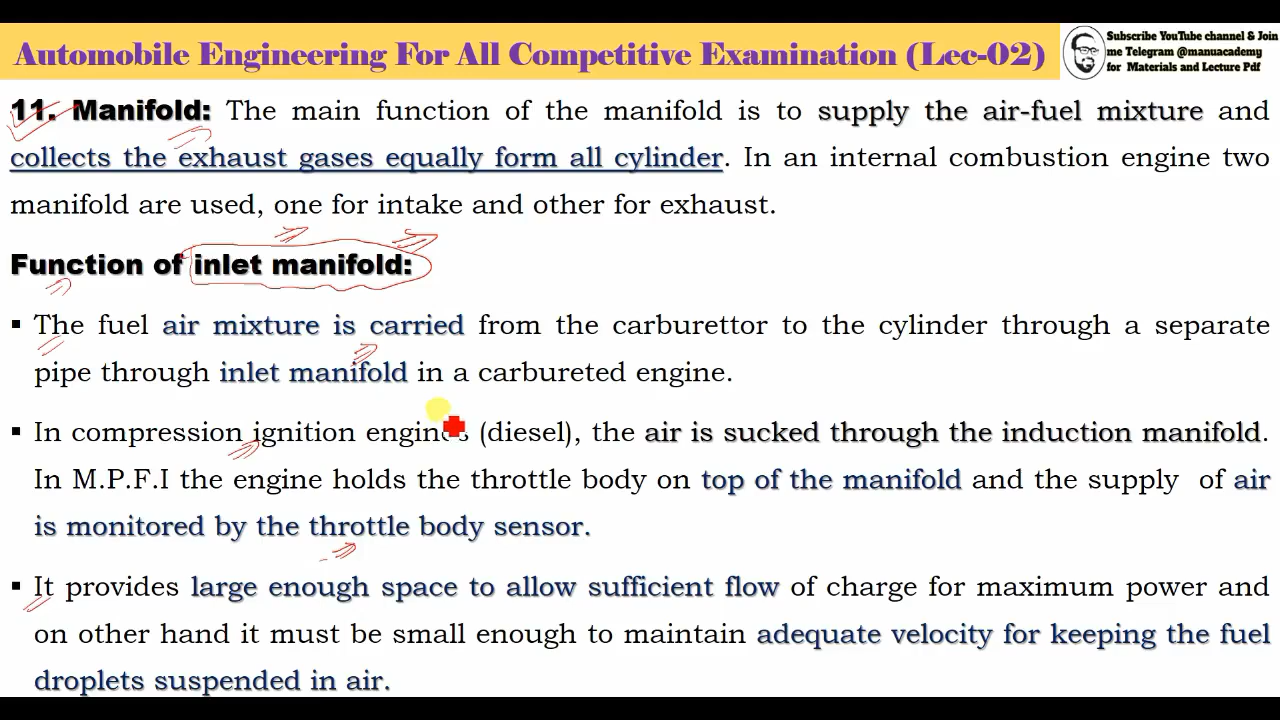 Automobile Engineering For All Competitive Examination (Lec-02)
Subscribe YouTube channel & Join
me Telegram @manuacademy
for Materials and Lecture Pdf
11. Manifold: The main function of the manifold is to supply the air-fuel mixture and
collects the exhaust gases equally form all cylinder. In an internal combustion engine two
manifold are used, one for intake and other for exhaust.
Function of inlet manifold:
▪ The fuel air mixture is carried from the carburettor to the cylinder through a separate
pipe through inlet manifold in a carbureted engine.
▪ In compression ignition engines (diesel), the air is sucked through the induction manifold.
In M.P.F.I the engine holds the throttle body on top of the manifold and the supply of air
is monitored by the throttle body sensor.
▪ It provides large enough space to allow sufficient flow of charge for maximum power and
on other hand it must be small enough to maintain adequate velocity for keeping the fuel
droplets suspended in air.